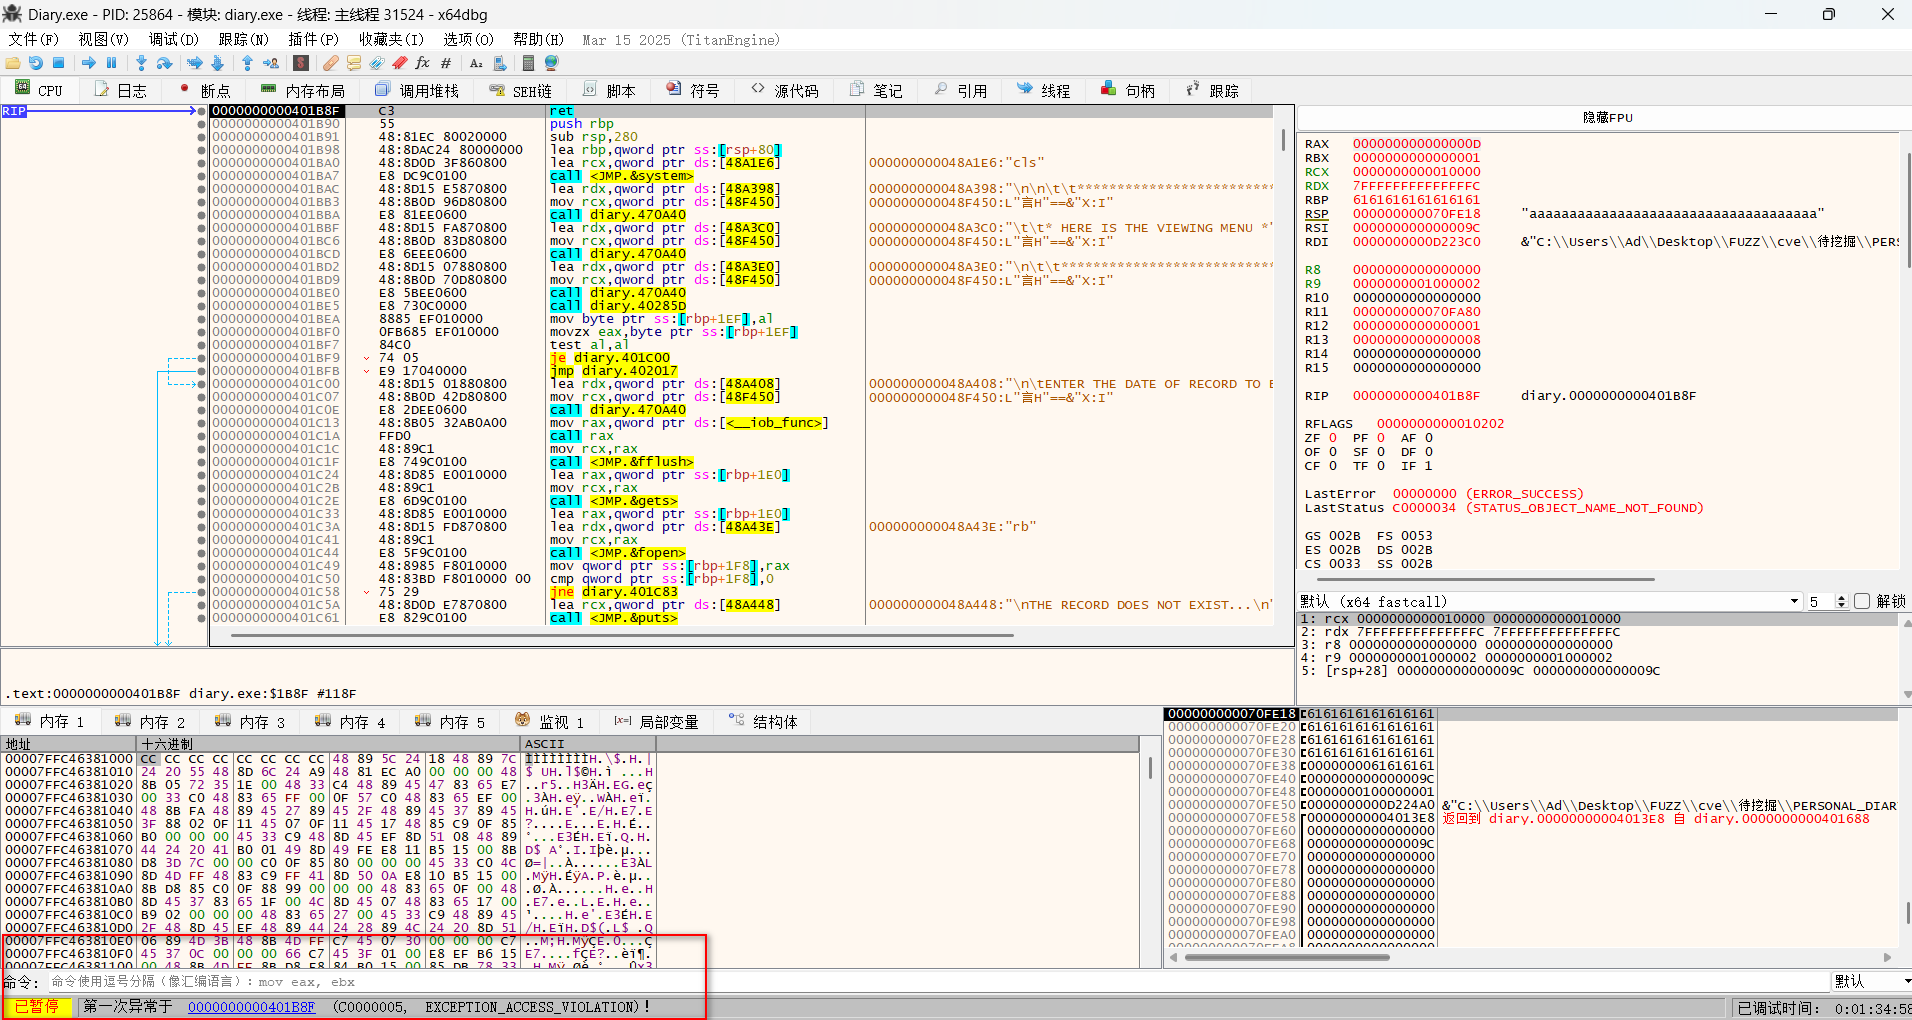 Diary.exe - PID: 25864 - 模块: diary.exe - 线程: 主线程 31524 - x64dbg
文件(F) 视图(V) 调试(D) 跟踪(N) 插件(P) 收藏夹(I) 选项(O) 帮助(H) Mar 15 2025 (TitanEngine)
CPU 日志 断点 内存布局 调用堆栈 SEH链 脚本 符号 源代码 笔记 引用 线程 句柄 跟踪
RIP 0000000000401B8F C3 ret
0000000000401B90 55 push rbp
0000000000401B91 48:81EC 80020000 sub rsp,280
0000000000401B98 48:8DAC24 80000000 lea rbp,qword ptr ss:[rsp+80]
0000000000401BA0 48:8D0D 3F860800 lea rcx,qword ptr ds:[48A1E6] 000000000048A1E6:"cls"
0000000000401BA7 E8 DC9C0100 call <JMP.&system>
0000000000401BAC 48:8D15 E5870800 lea rdx,qword ptr ds:[48A398] 000000000048A398:"\n\n\t\t*************************
0000000000401BB3 48:8B0D 96D80800 mov rcx,qword ptr ds:[48F450] 000000000048F450:L"言H"==&"X:I"
0000000000401BBA E8 81EE0600 call diary.470A40
0000000000401BBF 48:8D15 FA870800 lea rdx,qword ptr ds:[48A3C0] 000000000048A3C0:"\t\t* HERE IS THE VIEWING MENU *"
0000000000401BC6 48:8B0D 83D80800 mov rcx,qword ptr ds:[48F450] 000000000048F450:L"言H"==&"X:I"
0000000000401BCD E8 6EEE0600 call diary.470A40
0000000000401BD2 48:8D15 07880800 lea rdx,qword ptr ds:[48A3E0] 000000000048A3E0:"\n\t\t***************************
0000000000401BD9 48:8B0D 70D80800 mov rcx,qword ptr ds:[48F450] 000000000048F450:L"言H"==&"X:I"
0000000000401BE0 E8 5BEE0600 call diary.470A40
0000000000401BE5 E8 730C0000 call diary.40285D
0000000000401BEA 8885 EF010000 mov byte ptr ss:[rbp+1EF],al
0000000000401BF0 0FB685 EF010000 movzx eax,byte ptr ss:[rbp+1EF]
0000000000401BF7 84C0 test al,al
0000000000401BF9 74 05 je diary.401C00
0000000000401BFB E9 17040000 jmp diary.402017
0000000000401C00 48:8D15 01880800 lea rdx,qword ptr ds:[48A408] 000000000048A408:"\n\tENTER THE DATE OF RECORD TO E
0000000000401C07 48:8B0D 42D80800 mov rcx,qword ptr ds:[48F450] 000000000048F450:L"言H"==&"X:I"
0000000000401C0E E8 2DEE0600 call diary.470A40
0000000000401C13 48:8B05 32AB0A00 mov rax,qword ptr ds:[<__iob_func>]
0000000000401C1A FFD0 call rax
0000000000401C1C 48:89C1 mov rcx,rax
0000000000401C1F E8 749C0100 call <JMP.&fflush>
0000000000401C24 48:8D85 E0010000 lea rax,qword ptr ss:[rbp+1E0]
0000000000401C2B 48:89C1 mov rcx,rax
0000000000401C2E E8 6D9C0100 call <JMP.&gets>
0000000000401C33 48:8D85 E0010000 lea rax,qword ptr ss:[rbp+1E0]
0000000000401C3A 48:8D15 FD870800 lea rdx,qword ptr ds:[48A43E] 000000000048A43E:"rb"
0000000000401C41 48:89C1 mov rcx,rax
0000000000401C44 E8 5F9C0100 call <JMP.&fopen>
0000000000401C49 48:8985 F8010000 mov qword ptr ss:[rbp+1F8],rax
0000000000401C50 48:83BD F8010000 00 cmp qword ptr ss:[rbp+1F8],0
0000000000401C58 75 29 jne diary.401C83
0000000000401C5A 48:8D0D E7870800 lea rcx,qword ptr ds:[48A448] 000000000048A448:"\nTHE RECORD DOES NOT EXIST...\n"
0000000000401C61 E8 829C0100 call <JMP.&puts>
.text:0000000000401B8F diary.exe:$1B8F #118F
隐藏FPU
RAX 000000000000000D
RBX 0000000000000001
RCX 0000000000010000
RDX 7FFFFFFFFFFFFFFC
RBP 6161616161616161
RSP 000000000070FE18 "aaaaaaaaaaaaaaaaaaaaaaaaaaaaaaaaaaaa"
RSI 000000000000009C
RDI 0000000000D223C0 &"C:\\Users\\Ad\\Desktop\\FUZZ\\cve\\待挖掘\\PERS
R8 0000000000000000
R9 0000000001000002
R10 0000000000000000
R11 000000000070FA80
R12 0000000000000001
R13 0000000000000008
R14 0000000000000000
R15 0000000000000000
RIP 0000000000401B8F diary.0000000000401B8F
RFLAGS 0000000000010202
ZF 0 PF 0 AF 0
OF 0 SF 0 DF 0
CF 0 TF 0 IF 1
LastError 00000000 (ERROR_SUCCESS)
LastStatus C0000034 (STATUS_OBJECT_NAME_NOT_FOUND)
GS 002B FS 0053
ES 002B DS 002B
CS 0033 SS 002B
默认 (x64 fastcall) 5 解锁
1: rcx 0000000000010000 0000000000010000
2: rdx 7FFFFFFFFFFFFFFC 7FFFFFFFFFFFFFFC
3: r8 0000000000000000 0000000000000000
4: r9 0000000001000002 0000000001000002
5: [rsp+28] 000000000000009C 000000000000009C
内存 1 内存 2 内存 3 内存 4 内存 5 监视 1 局部变量 结构体
地址 十六进制 ASCII
00007FFC46381000 CC CC CC CC CC CC CC CC 48 89 5C 24 18 48 89 7C
00007FFC46381010 24 20 55 48 8D 6C 24 A9 48 81 EC A0 00 00 00 48
00007FFC46381020 8B 05 72 35 1E 00 48 33 C4 48 89 45 47 83 65 E7
00007FFC46381030 00 33 C0 48 83 65 FF 00 0F 57 C0 48 83 65 EF 00
00007FFC46381040 48 8B FA 48 89 45 27 89 45 2F 48 89 45 37 89 45
00007FFC46381050 3F 88 02 0F 11 45 07 0F 11 45 17 48 85 C9 0F 85
00007FFC46381060 B0 00 00 00 45 33 C9 48 8D 45 EF 8D 51 08 48 89
00007FFC46381070 44 24 20 41 B0 01 49 8D 49 FE E8 11 B5 15 00 8B
00007FFC46381080 D8 3D 7C 00 00 C0 0F 85 80 00 00 00 45 33 C0 4C
00007FFC46381090 8D 4D FF 48 83 C9 FF 41 8D 50 0A E8 10 B5 15 00
00007FFC463810A0 8B D8 85 C0 0F 88 99 00 00 00 48 83 65 0F 00 48
00007FFC463810B0 8D 45 37 83 65 1F 00 4C 8D 45 07 48 83 65 17 00
00007FFC463810C0 B9 02 00 00 00 48 83 65 27 00 45 33 C9 48 89 45
00007FFC463810D0 2F 48 8D 45 EF 48 89 44 24 28 89 4C 24 20 8D 51
00007FFC463810E0 06 89 4D 3B 48 8B 4D FF C7 45 07 30 00 00 00 C7
00007FFC463810F0 45 37 0C 00 00 00 66 C7 45 3F 01 00 E8 EF B6 15
00007FFC46381100 00 48 8B 4D FF 8B D8 E8 84 B0 15 00 85 DB 78 33
000000000070FE18 6161616161616161
000000000070FE20 6161616161616161
000000000070FE28 6161616161616161
000000000070FE30 6161616161616161
000000000070FE38 0000000061616161
000000000070FE40 000000000000009C
000000000070FE48 0000000100000001
000000000070FE50 0000000000D224A0 &"C:\\Users\\Ad\\Desktop\\FUZZ\\cve\\待挖掘\\PERSONAL_DIAR
000000000070FE58 00000000004013E8 返回到 diary.00000000004013E8 自 diary.0000000000401688
000000000070FE60 0000000000000000
000000000070FE68 000000000000009C
000000000070FE70 0000000000000000
000000000070FE78 0000000000000000
000000000070FE80 0000000000000000
000000000070FE88 0000000000000000
000000000070FE90 0000000000000000
000000000070FE98 0000000000000000
000000000070FEA0 0000000000000000
000000000070FEA8 0000000000000000
命令: 命令使用逗号分隔（像汇编语言）: mov eax, ebx 默认
已暂停 第一次异常于 0000000000401B8F (C0000005, EXCEPTION_ACCESS_VIOLATION)! 已调试时间: 0:01:34:58